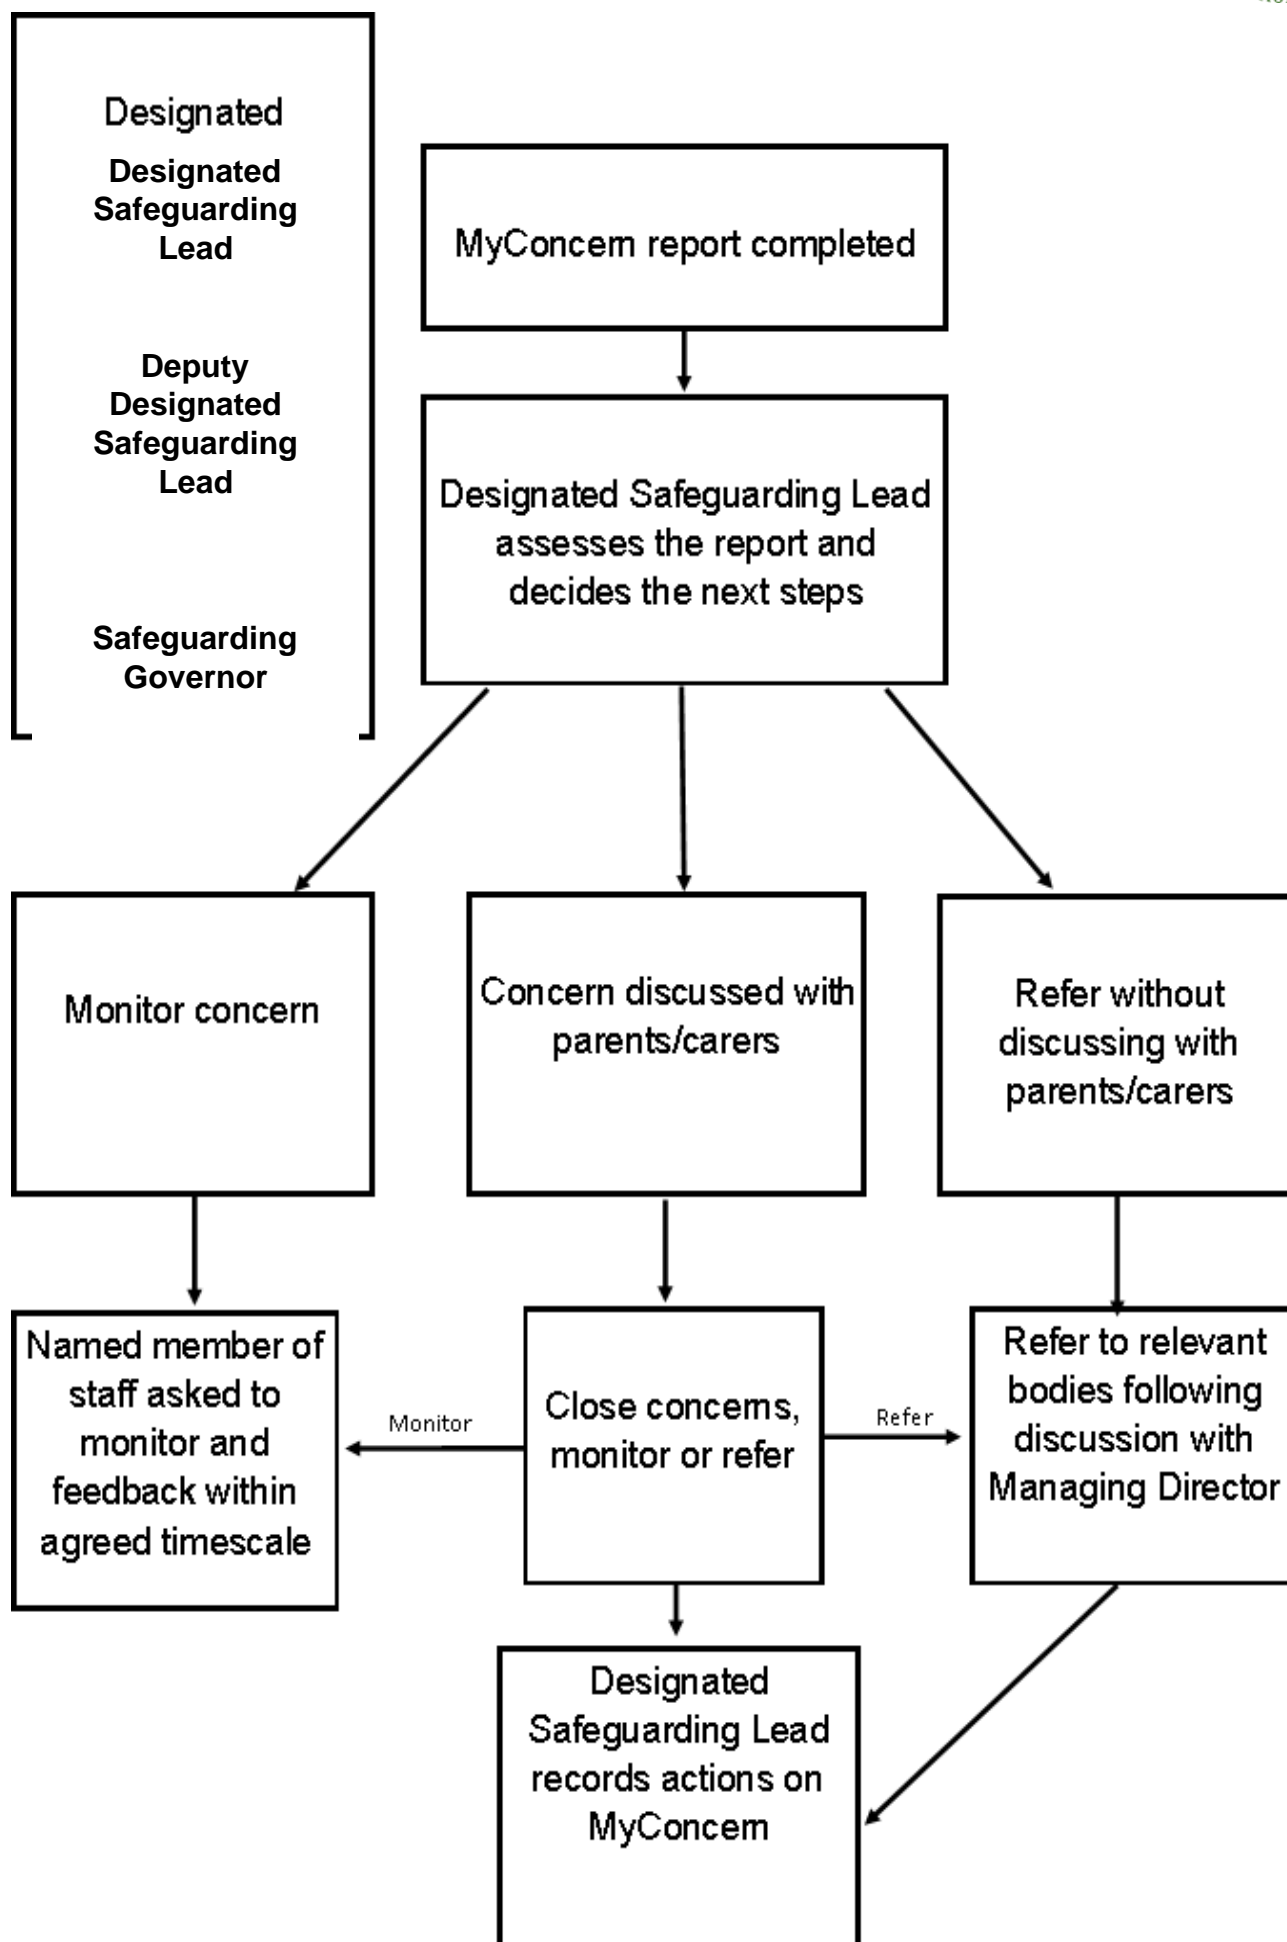 Designated
Designated
Safeguarding
Lead
Deputy
Designated
Safeguarding
Lead
Safeguarding
Governor
MyConcern report completed
Designated Safeguarding Lead
assesses the report and
decides the next steps
Monitor concern
Concern discussed with
parents/carers
Refer without
discussing with
parents/carers
Named member of
staff asked to
monitor and
feedback within
agreed timescale
Monitor
Close concerns,
monitor or refer
Refer
Refer to relevant
bodies following
discussion with
Managing Director
Designated
Safeguarding Lead
records actions on
MyConcern